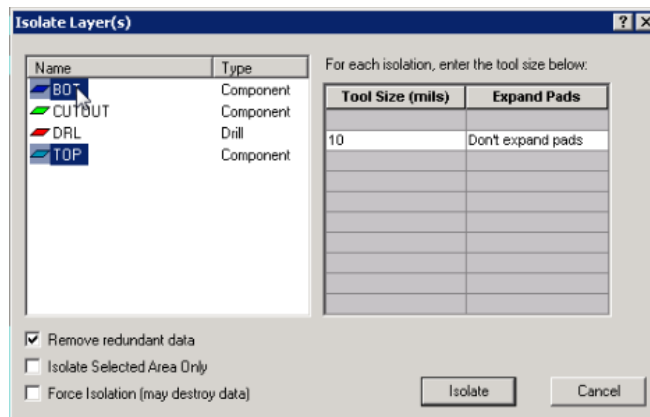 Isolate Layer(s)
Name Type
BOT Component
CUTOUT Component
DRL Drill
TOP Component
For each isolation, enter the tool size below:
Tool Size (mils) Expand Pads
10 Don't expand pads
Remove redundant data
Isolate Selected Area Only
Force Isolation (may destroy data)
Isolate Cancel